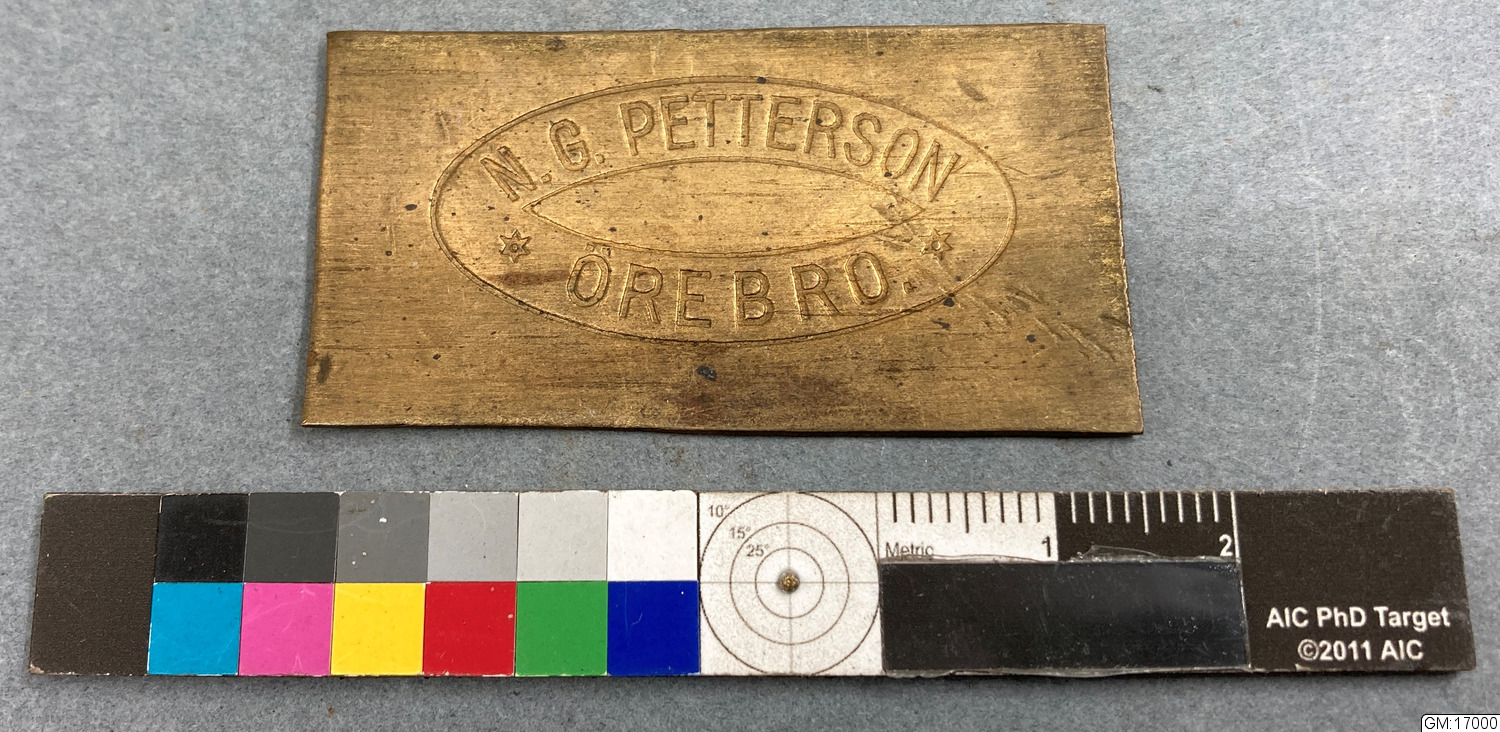 N. G. PETTERSON
ÖREBRO.
10°
15°
25°
Metric
1
2
AIC PhD Target
©2011 AIC
GM:17000